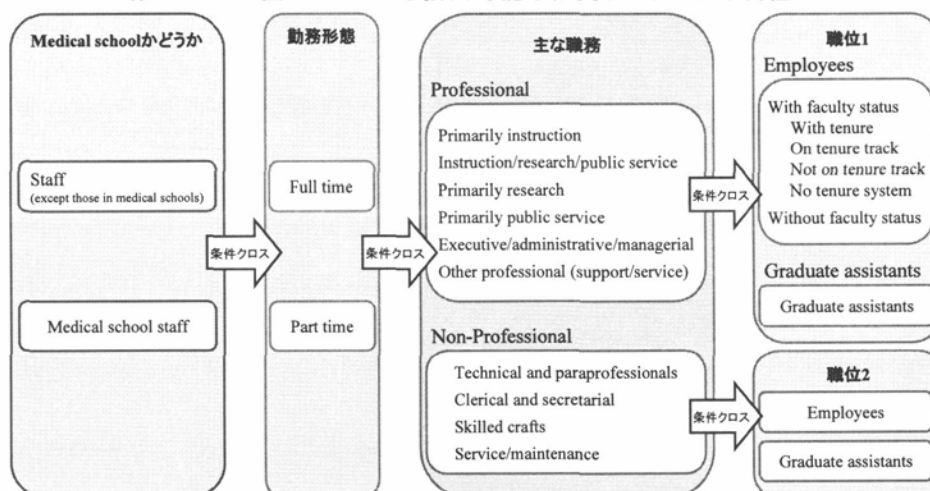 Medical schoolかどうか
Staff
(except those in medical schools)
Medical school staff
条件クロス
勤務形態
Full time
Part time
条件クロス
主な職務
Professional
Primarily instruction
Instruction/research/public service
Primarily research
Primarily public service
Executive/administrative/managerial
Other professional (support/service)
Non-Professional
Technical and paraprofessionals
Clerical and secretarial
Skilled crafts
Service/maintenance
条件クロス
条件クロス
職位1
Employees
With faculty status
With tenure
On tenure track
Not on tenure track
No tenure system
Without faculty status
Graduate assistants
Graduate assistants
職位2
Employees
Graduate assistants